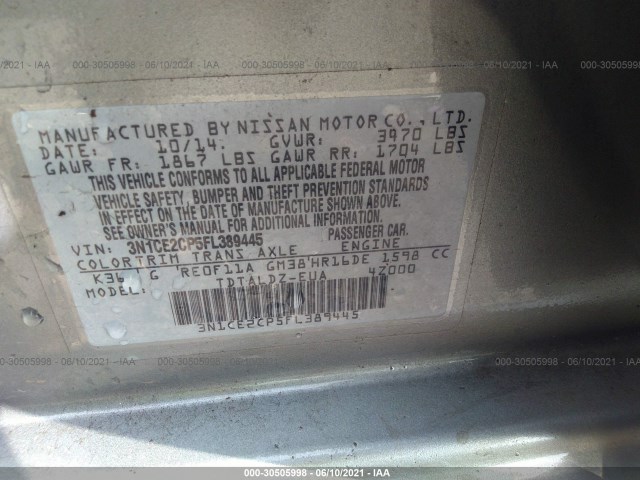 000-30505998 - 06/10/2021 - IAA
MANUFACTURED BY NISSAN MOTOR CO., LTD.
DATE: 10/14. GVWR: 3970 LBS
GAWR FR: 1867 LBS GAWR RR: 1704 LBS
THIS VEHICLE CONFORMS TO ALL APPLICABLE FEDERAL MOTOR
VEHICLE SAFETY, BUMPER AND THEFT PREVENTION STANDARDS
IN EFFECT ON THE DATE OF MANUFACTURE SHOWN ABOVE.
SEE OWNER'S MANUAL FOR ADDITIONAL INFORMATION.
VIN: 3N1CE2CP5FL389445 PASSENGER CAR.
COLOR TRIM TRANS AXLE ENGINE
K36 G RE0F11A GM38 HR16DE 1598 CC
MODEL: TDTALDZ-EUA 4Z000
3N1CE2CP5FL389445
000-30505998 - 06/10/2021 - IAA